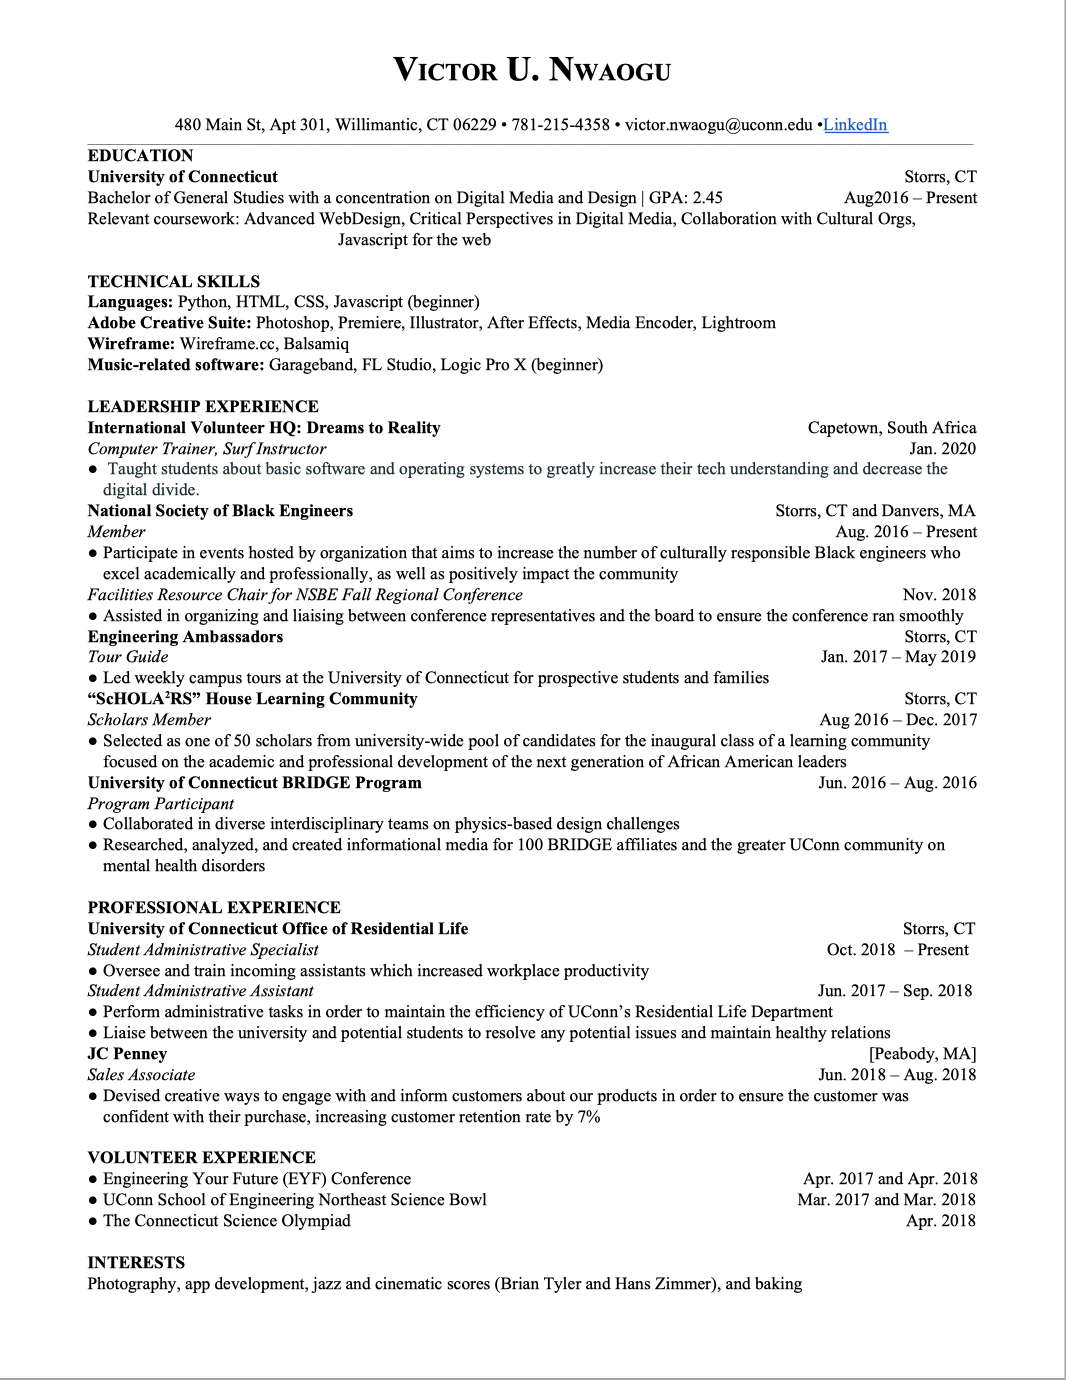 VICTOR U. NWAOGU
480 Main St, Apt 301, Willimantic, CT 06229 • 781-215-4358 • victor.nwaogu@uconn.edu •LinkedIn
EDUCATION
University of Connecticut Storrs, CT
Bachelor of General Studies with a concentration on Digital Media and Design | GPA: 2.45 Aug2016 – Present
Relevant coursework: Advanced WebDesign, Critical Perspectives in Digital Media, Collaboration with Cultural Orgs,
Javascript for the web
TECHNICAL SKILLS
Languages: Python, HTML, CSS, Javascript (beginner)
Adobe Creative Suite: Photoshop, Premiere, Illustrator, After Effects, Media Encoder, Lightroom
Wireframe: Wireframe.cc, Balsamiq
Music-related software: Garageband, FL Studio, Logic Pro X (beginner)
LEADERSHIP EXPERIENCE
International Volunteer HQ: Dreams to Reality Capetown, South Africa
Computer Trainer, Surf Instructor Jan. 2020
● Taught students about basic software and operating systems to greatly increase their tech understanding and decrease the
digital divide.
National Society of Black Engineers Storrs, CT and Danvers, MA
Member Aug. 2016 – Present
● Participate in events hosted by organization that aims to increase the number of culturally responsible Black engineers who
excel academically and professionally, as well as positively impact the community
Facilities Resource Chair for NSBE Fall Regional Conference Nov. 2018
● Assisted in organizing and liaising between conference representatives and the board to ensure the conference ran smoothly
Engineering Ambassadors Storrs, CT
Tour Guide Jan. 2017 – May 2019
● Led weekly campus tours at the University of Connecticut for prospective students and families
“ScHOLA²RS” House Learning Community Storrs, CT
Scholars Member Aug 2016 – Dec. 2017
● Selected as one of 50 scholars from university-wide pool of candidates for the inaugural class of a learning community
focused on the academic and professional development of the next generation of African American leaders
University of Connecticut BRIDGE Program Jun. 2016 – Aug. 2016
Program Participant
● Collaborated in diverse interdisciplinary teams on physics-based design challenges
● Researched, analyzed, and created informational media for 100 BRIDGE affiliates and the greater UConn community on
mental health disorders
PROFESSIONAL EXPERIENCE
University of Connecticut Office of Residential Life Storrs, CT
Student Administrative Specialist Oct. 2018 – Present
● Oversee and train incoming assistants which increased workplace productivity
Student Administrative Assistant Jun. 2017 – Sep. 2018
● Perform administrative tasks in order to maintain the efficiency of UConn’s Residential Life Department
● Liaise between the university and potential students to resolve any potential issues and maintain healthy relations
JC Penney [Peabody, MA]
Sales Associate Jun. 2018 – Aug. 2018
● Devised creative ways to engage with and inform customers about our products in order to ensure the customer was
confident with their purchase, increasing customer retention rate by 7%
VOLUNTEER EXPERIENCE
● Engineering Your Future (EYF) Conference Apr. 2017 and Apr. 2018
● UConn School of Engineering Northeast Science Bowl Mar. 2017 and Mar. 2018
● The Connecticut Science Olympiad Apr. 2018
INTERESTS
Photography, app development, jazz and cinematic scores (Brian Tyler and Hans Zimmer), and baking